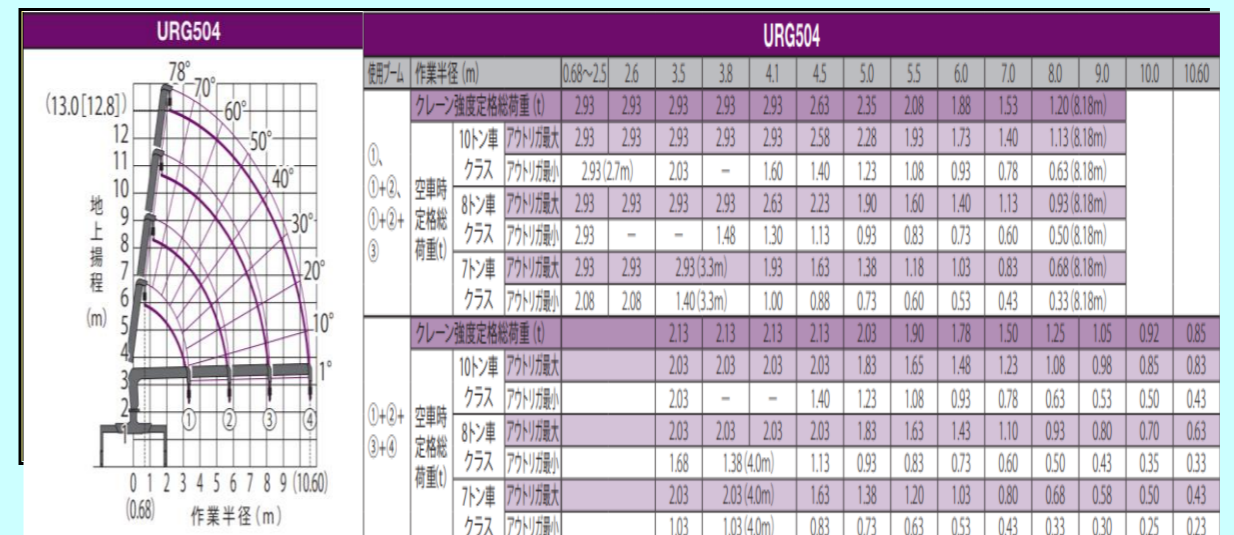 URG504
(13.0[12.8])
78°
70°
60°
50°
40°
30°
20°
10°
1°
12
11
10
9
8
7
6
5
4
3
2
1
地上揚程(m)
① ② ③ ④
0 1 2 3 4 5 6 7 8 9 (10.60)
(0.68)
作業半径(m)
URG504
使用ブーム 作業半径(m) 0.68～2.5 2.6 3.5 3.8 4.1 4.5 5.0 5.5 6.0 7.0 8.0 9.0 10.0 10.60
①、①+②、①+②+③
クレーン強度定格総荷重(t) 2.93 2.93 2.93 2.93 2.93 2.63 2.35 2.08 1.88 1.53 1.20(8.18m)
空車時定格総荷重(t)
10トン車クラス アウトリガ最大 2.93 2.93 2.93 2.93 2.93 2.58 2.28 1.93 1.73 1.40 1.13(8.18m)
アウトリガ最小 2.93(2.7m) 2.03 － 1.60 1.40 1.23 1.08 0.93 0.78 0.63(8.18m)
8トン車クラス アウトリガ最大 2.93 2.93 2.93 2.93 2.63 2.23 1.90 1.60 1.40 1.13 0.93(8.18m)
アウトリガ最小 2.93 － － 1.48 1.30 1.13 0.93 0.83 0.73 0.60 0.50(8.18m)
7トン車クラス アウトリガ最大 2.93 2.93 2.93(3.3m) 1.93 1.63 1.38 1.18 1.03 0.83 0.68(8.18m)
アウトリガ最小 2.08 2.08 1.40(3.3m) 1.00 0.88 0.73 0.60 0.53 0.43 0.33(8.18m)
①+②+③+④
クレーン強度定格総荷重(t) 2.13 2.13 2.13 2.13 2.03 1.90 1.78 1.50 1.25 1.05 0.92 0.85
空車時定格総荷重(t)
10トン車クラス アウトリガ最大 2.03 2.03 2.03 2.03 1.83 1.65 1.48 1.23 1.08 0.98 0.85 0.83
アウトリガ最小 2.03 － － 1.40 1.23 1.08 0.93 0.78 0.63 0.53 0.50 0.43
8トン車クラス アウトリガ最大 2.03 2.03 2.03 2.03 1.83 1.63 1.43 1.10 0.93 0.80 0.70 0.63
アウトリガ最小 1.68 1.38(4.0m) 1.13 0.93 0.83 0.73 0.60 0.50 0.43 0.35 0.33
7トン車クラス アウトリガ最大 2.03 2.03(4.0m) 1.63 1.38 1.20 1.03 0.80 0.68 0.58 0.50 0.43
アウトリガ最小 1.03 1.03(4.0m) 0.83 0.73 0.63 0.53 0.43 0.33 0.30 0.25 0.23